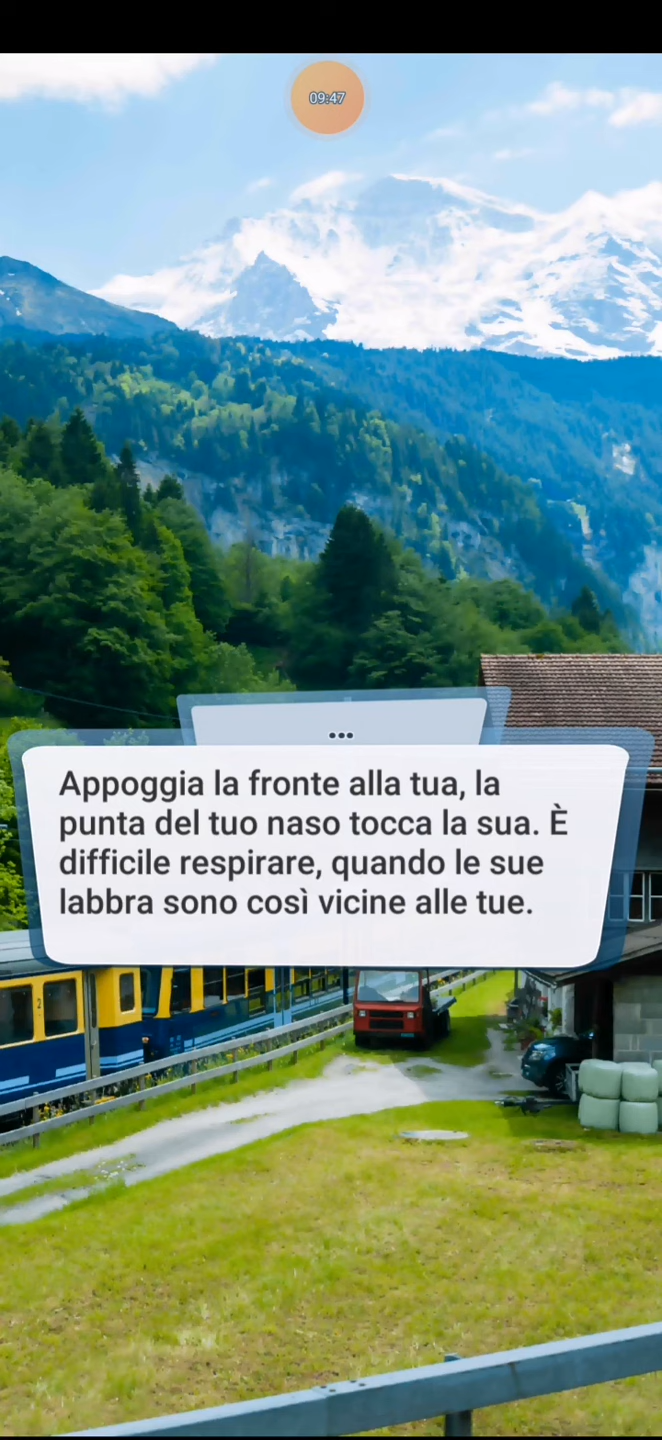 09:47
...
Appoggia la fronte alla tua, la
punta del tuo naso tocca la sua. È
difficile respirare, quando le sue
labbra sono così vicine alle tue.
2